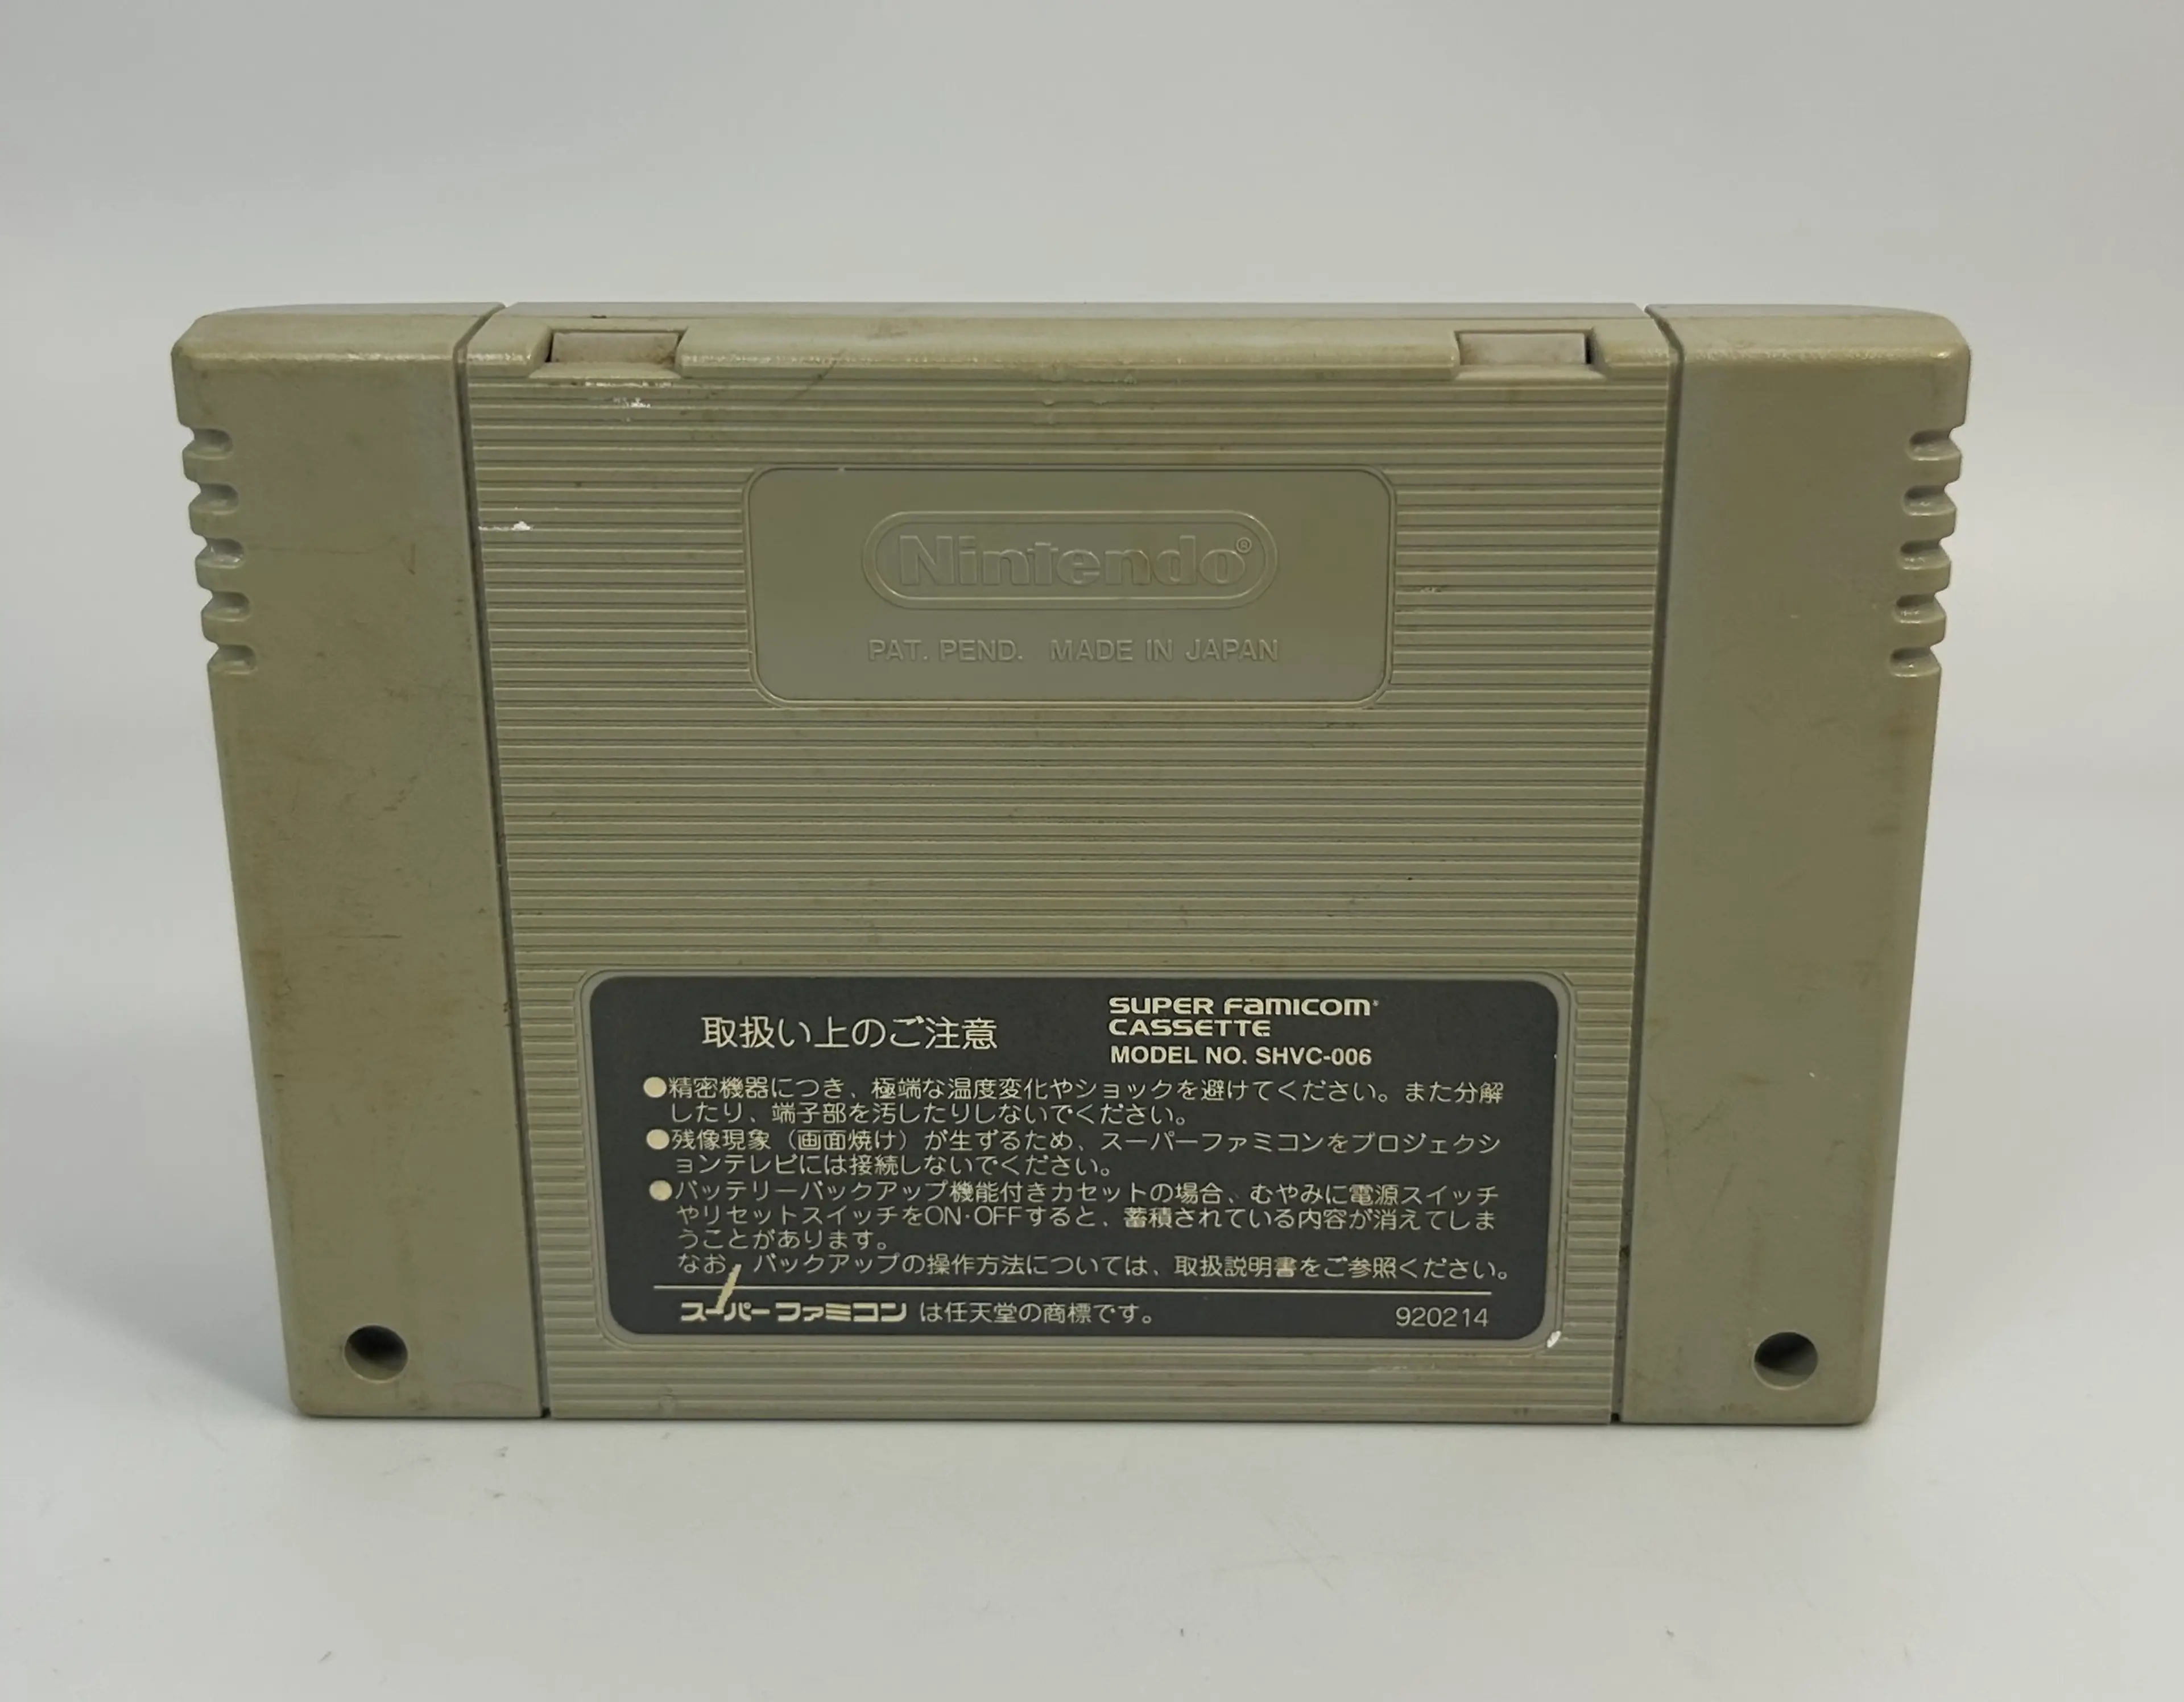 Nintendo®
PAT. PEND. MADE IN JAPAN
取扱い上のご注意
SUPER FAMICOM®
CASSETTE
MODEL NO. SHVC-006
●精密機器につき、極端な温度変化やショックを避けてください。また分解
したり、端子部を汚したりしないでください。
●残像現象（画面焼け）が生ずるため、スーパーファミコンをプロジェクシ
ョンテレビには接続しないでください。
●バッテリーバックアップ機能付きカセットの場合、むやみに電源スイッチ
やリセットスイッチをON·OFFすると、蓄積されている内容が消えてしま
うことがあります。
なお、バックアップの操作方法については、取扱説明書をご参照ください。
スーパーファミコン は任天堂の商標です。 920214